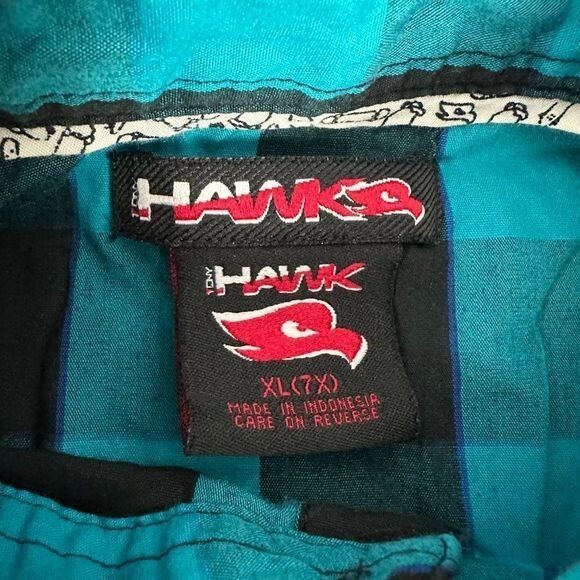 TONY HAWK
TONY HAWK
XL(7X)
MADE IN INDONESIA
CARE ON REVERSE